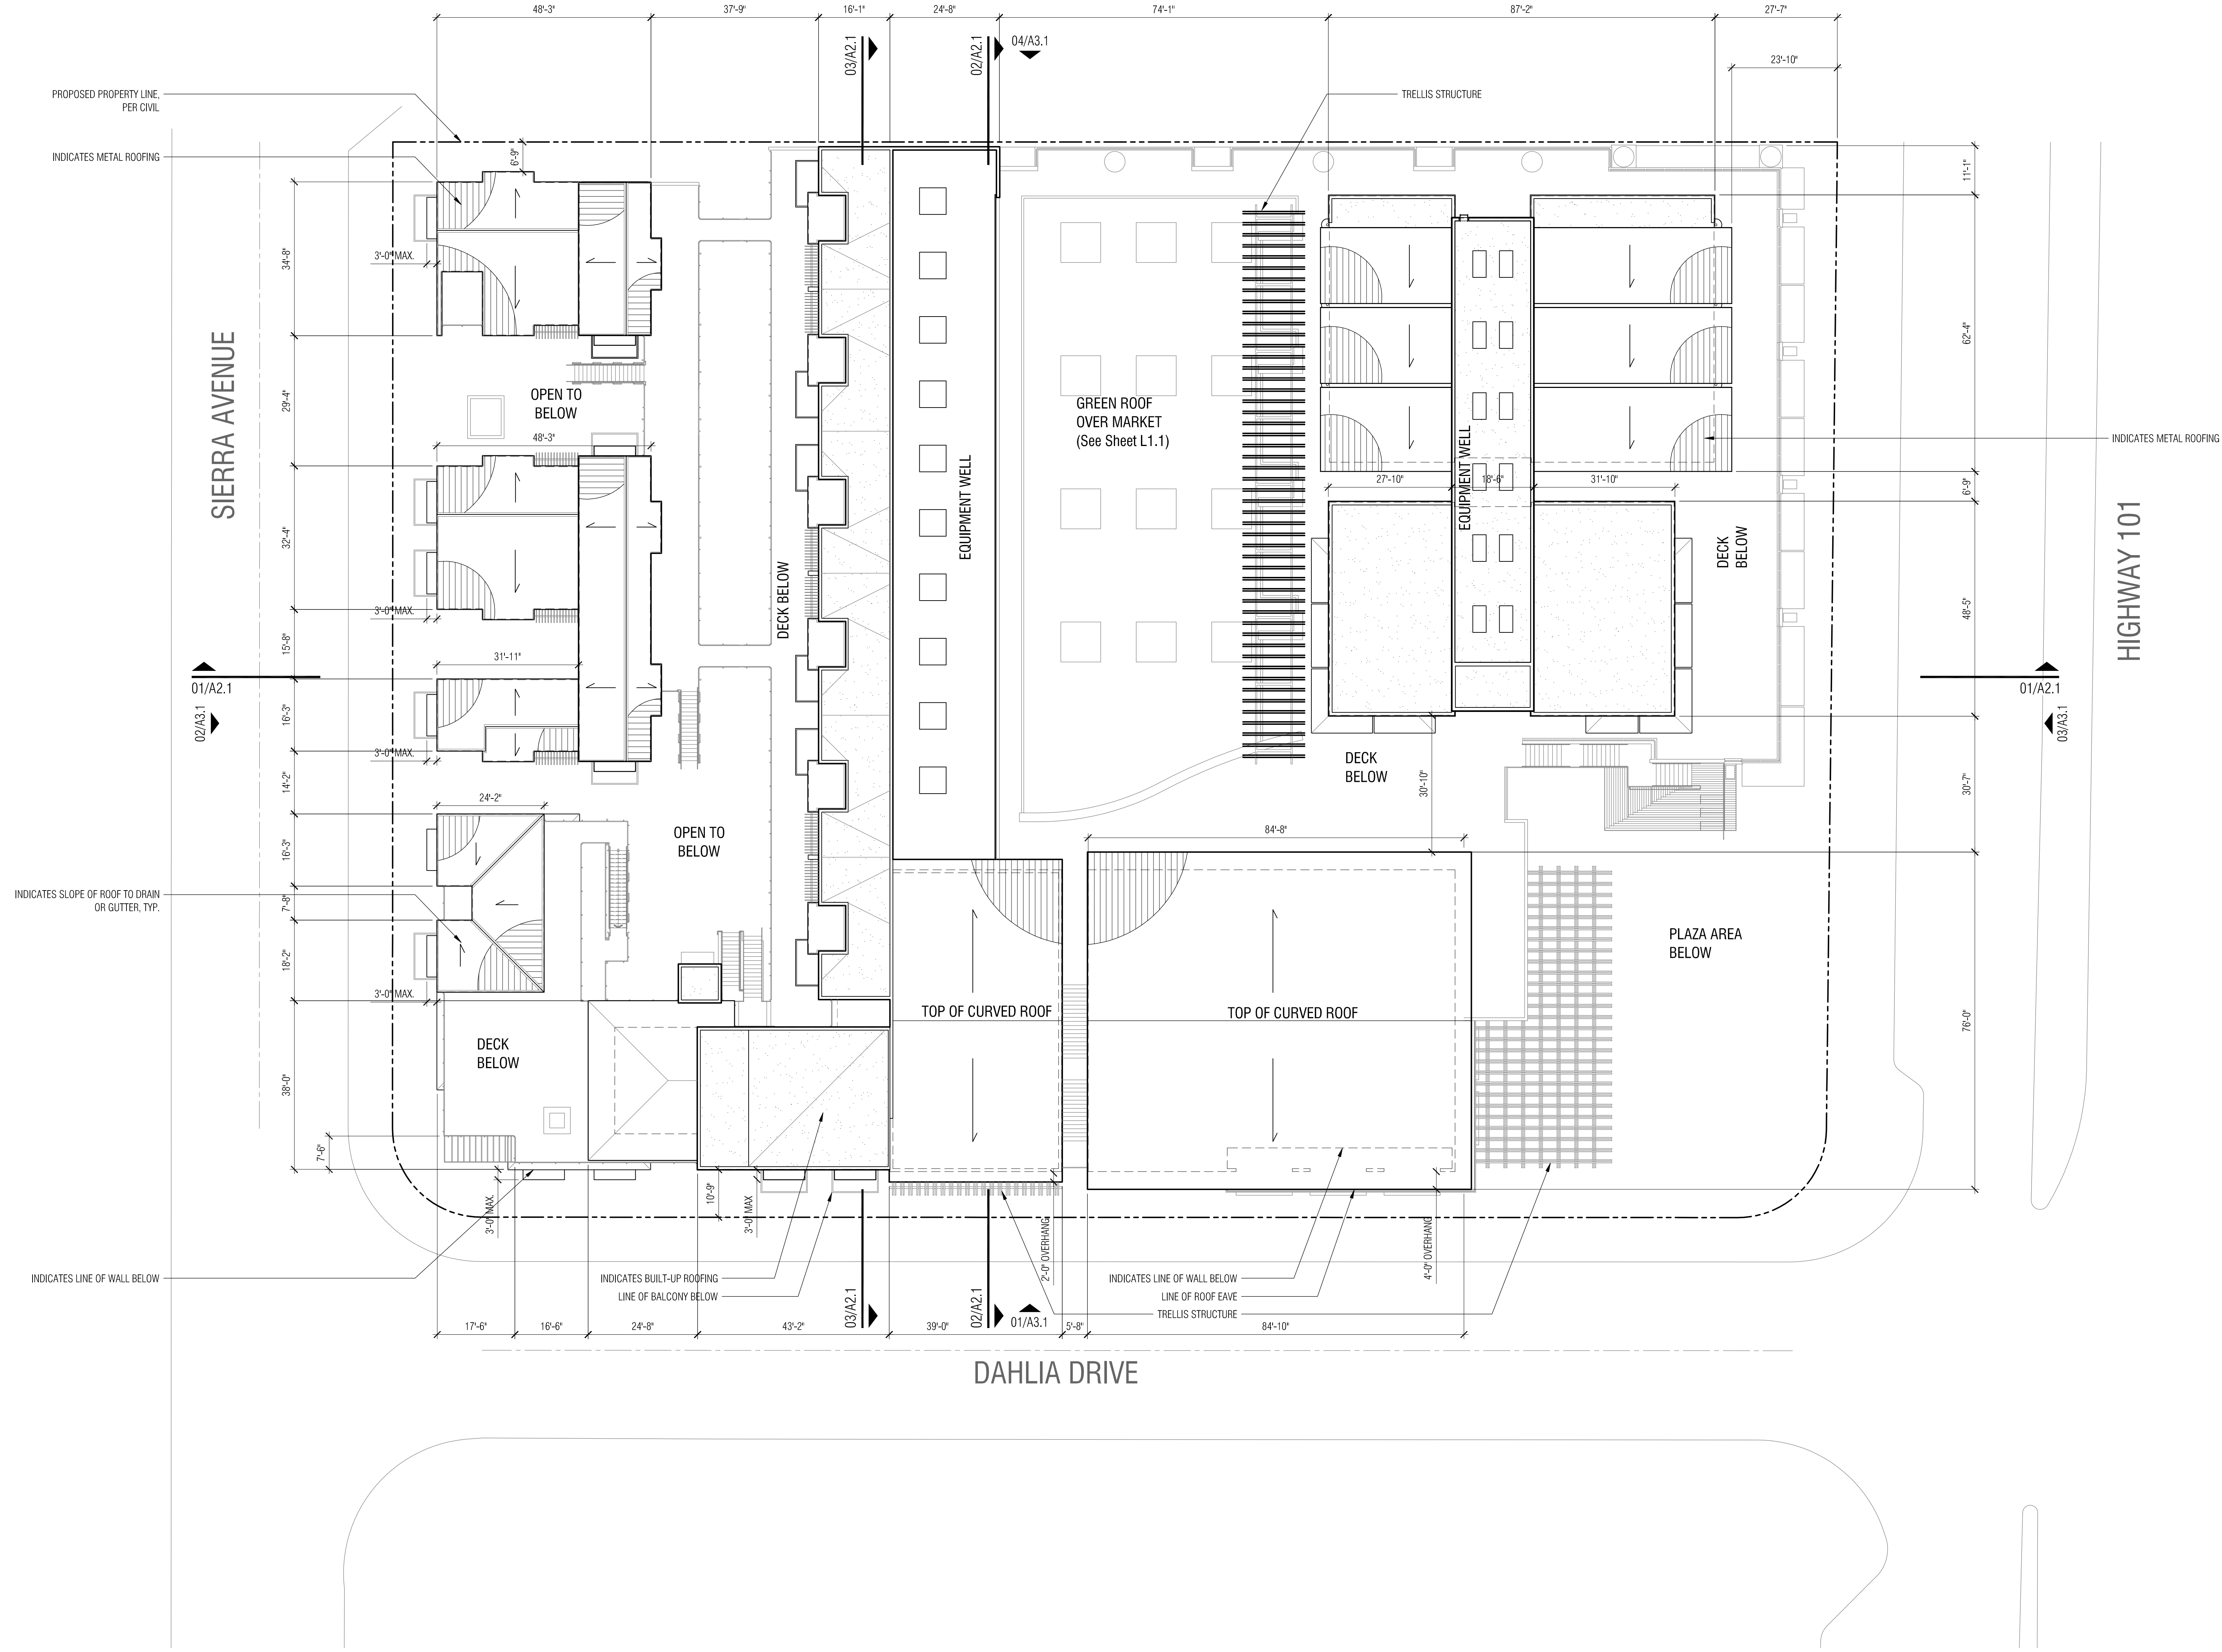 48'-3"
37'-9"
16'-1"
24'-8"
74'-1"
87'-2"
27'-7"
03/A2.1
02/A2.1
04/A3.1
23'-10"
PROPOSED PROPERTY LINE,
PER CIVIL
TRELLIS STRUCTURE
INDICATES METAL ROOFING
6'-9"
11'-1"
34'-8"
3'-0" MAX.
62'-4"
SIERRA AVENUE
OPEN TO
BELOW
29'-4"
48'-3"
GREEN ROOF
OVER MARKET
(See Sheet L1.1)
INDICATES METAL ROOFING
EQUIPMENT WELL
EQUIPMENT WELL
27'-10"
18'-6"
31'-10"
6'-9"
32'-4"
DECK
BELOW
HIGHWAY 101
DECK BELOW
3'-0" MAX.
48'-5"
15'-8"
31'-11"
01/A2.1
01/A2.1
02/A3.1
03/A3.1
16'-3"
3'-0" MAX.
DECK
BELOW
14'-2"
30'-10"
30'-7"
24'-2"
OPEN TO
BELOW
84'-8"
16'-3"
INDICATES SLOPE OF ROOF TO DRAIN
OR GUTTER, TYP.
7'-8"
PLAZA AREA
BELOW
18'-2"
3'-0" MAX.
TOP OF CURVED ROOF
TOP OF CURVED ROOF
76'-0"
DECK
BELOW
38'-0"
7'-6"
3'-0" MAX.
10'-9"
3'-0" MAX
2'-0" OVERHANG
4'-0" OVERHANG
INDICATES LINE OF WALL BELOW
INDICATES BUILT-UP ROOFING
LINE OF BALCONY BELOW
INDICATES LINE OF WALL BELOW
LINE OF ROOF EAVE
TRELLIS STRUCTURE
03/A2.1
02/A2.1
01/A3.1
17'-6"
16'-6"
24'-8"
43'-2"
39'-0"
5'-8"
84'-10"
DAHLIA DRIVE